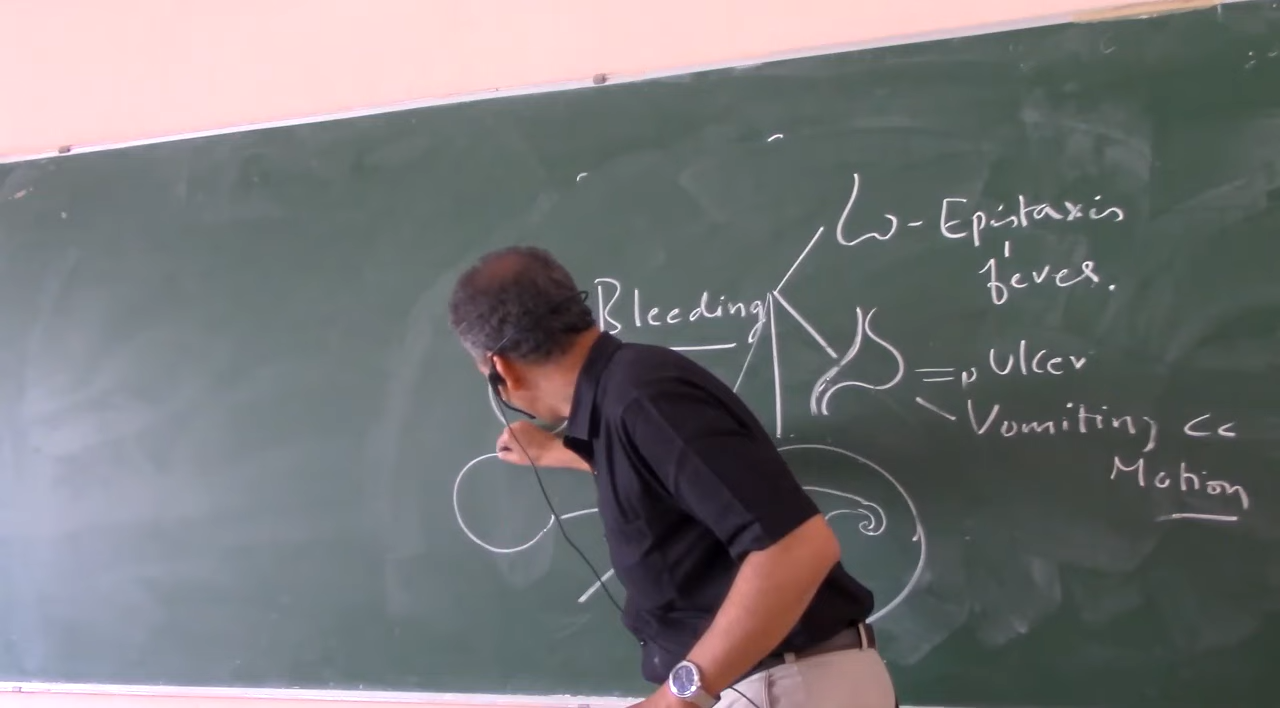 - Epistaxis
fever.
Bleeding
Ulcer
Vomiting
Motion